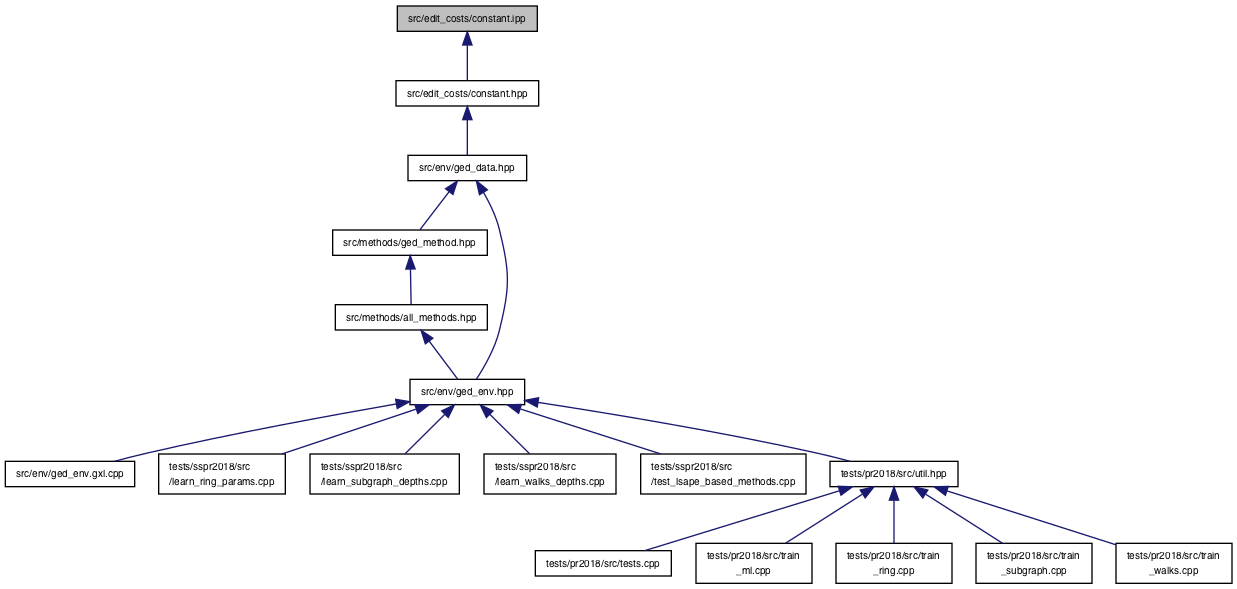 src/edit_costs/constant.ipp
src/edit_costs/constant.hpp
src/env/ged_data.hpp
src/methods/ged_method.hpp
src/methods/all_methods.hpp
src/env/ged_env.hpp
src/env/ged_env.gxl.cpp
tests/sspr2018/src
/learn_ring_params.cpp
tests/sspr2018/src
/learn_subgraph_depths.cpp
tests/sspr2018/src
/learn_walks_depths.cpp
tests/sspr2018/src
/test_lsape_based_methods.cpp
tests/pr2018/src/util.hpp
tests/pr2018/src/tests.cpp
tests/pr2018/src/train
_ml.cpp
tests/pr2018/src/train
_ring.cpp
tests/pr2018/src/train
_subgraph.cpp
tests/pr2018/src/train
_walks.cpp